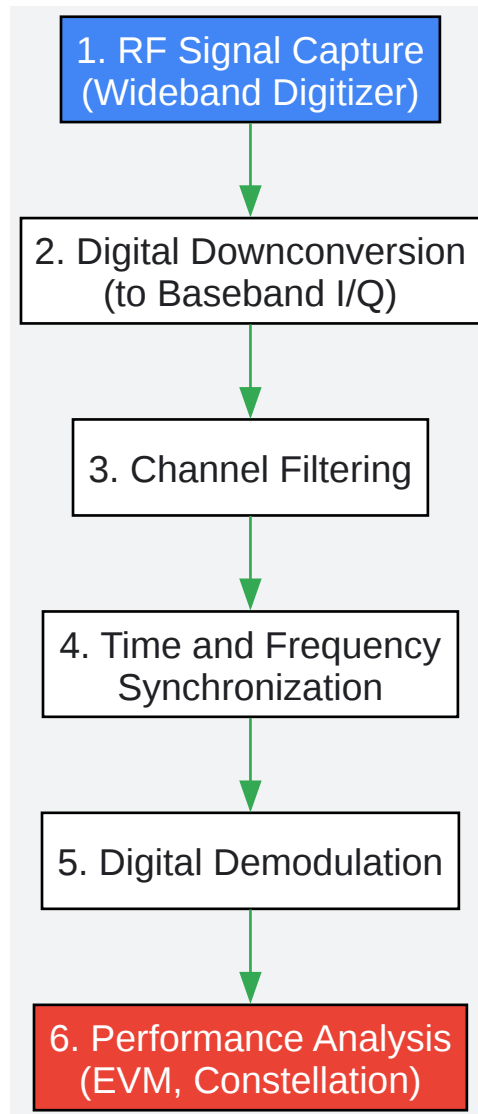 1. RF Signal Capture
(Wideband Digitizer)
2. Digital Downconversion
(to Baseband I/Q)
3. Channel Filtering
4. Time and Frequency
Synchronization
5. Digital Demodulation
6. Performance Analysis
(EVM, Constellation)